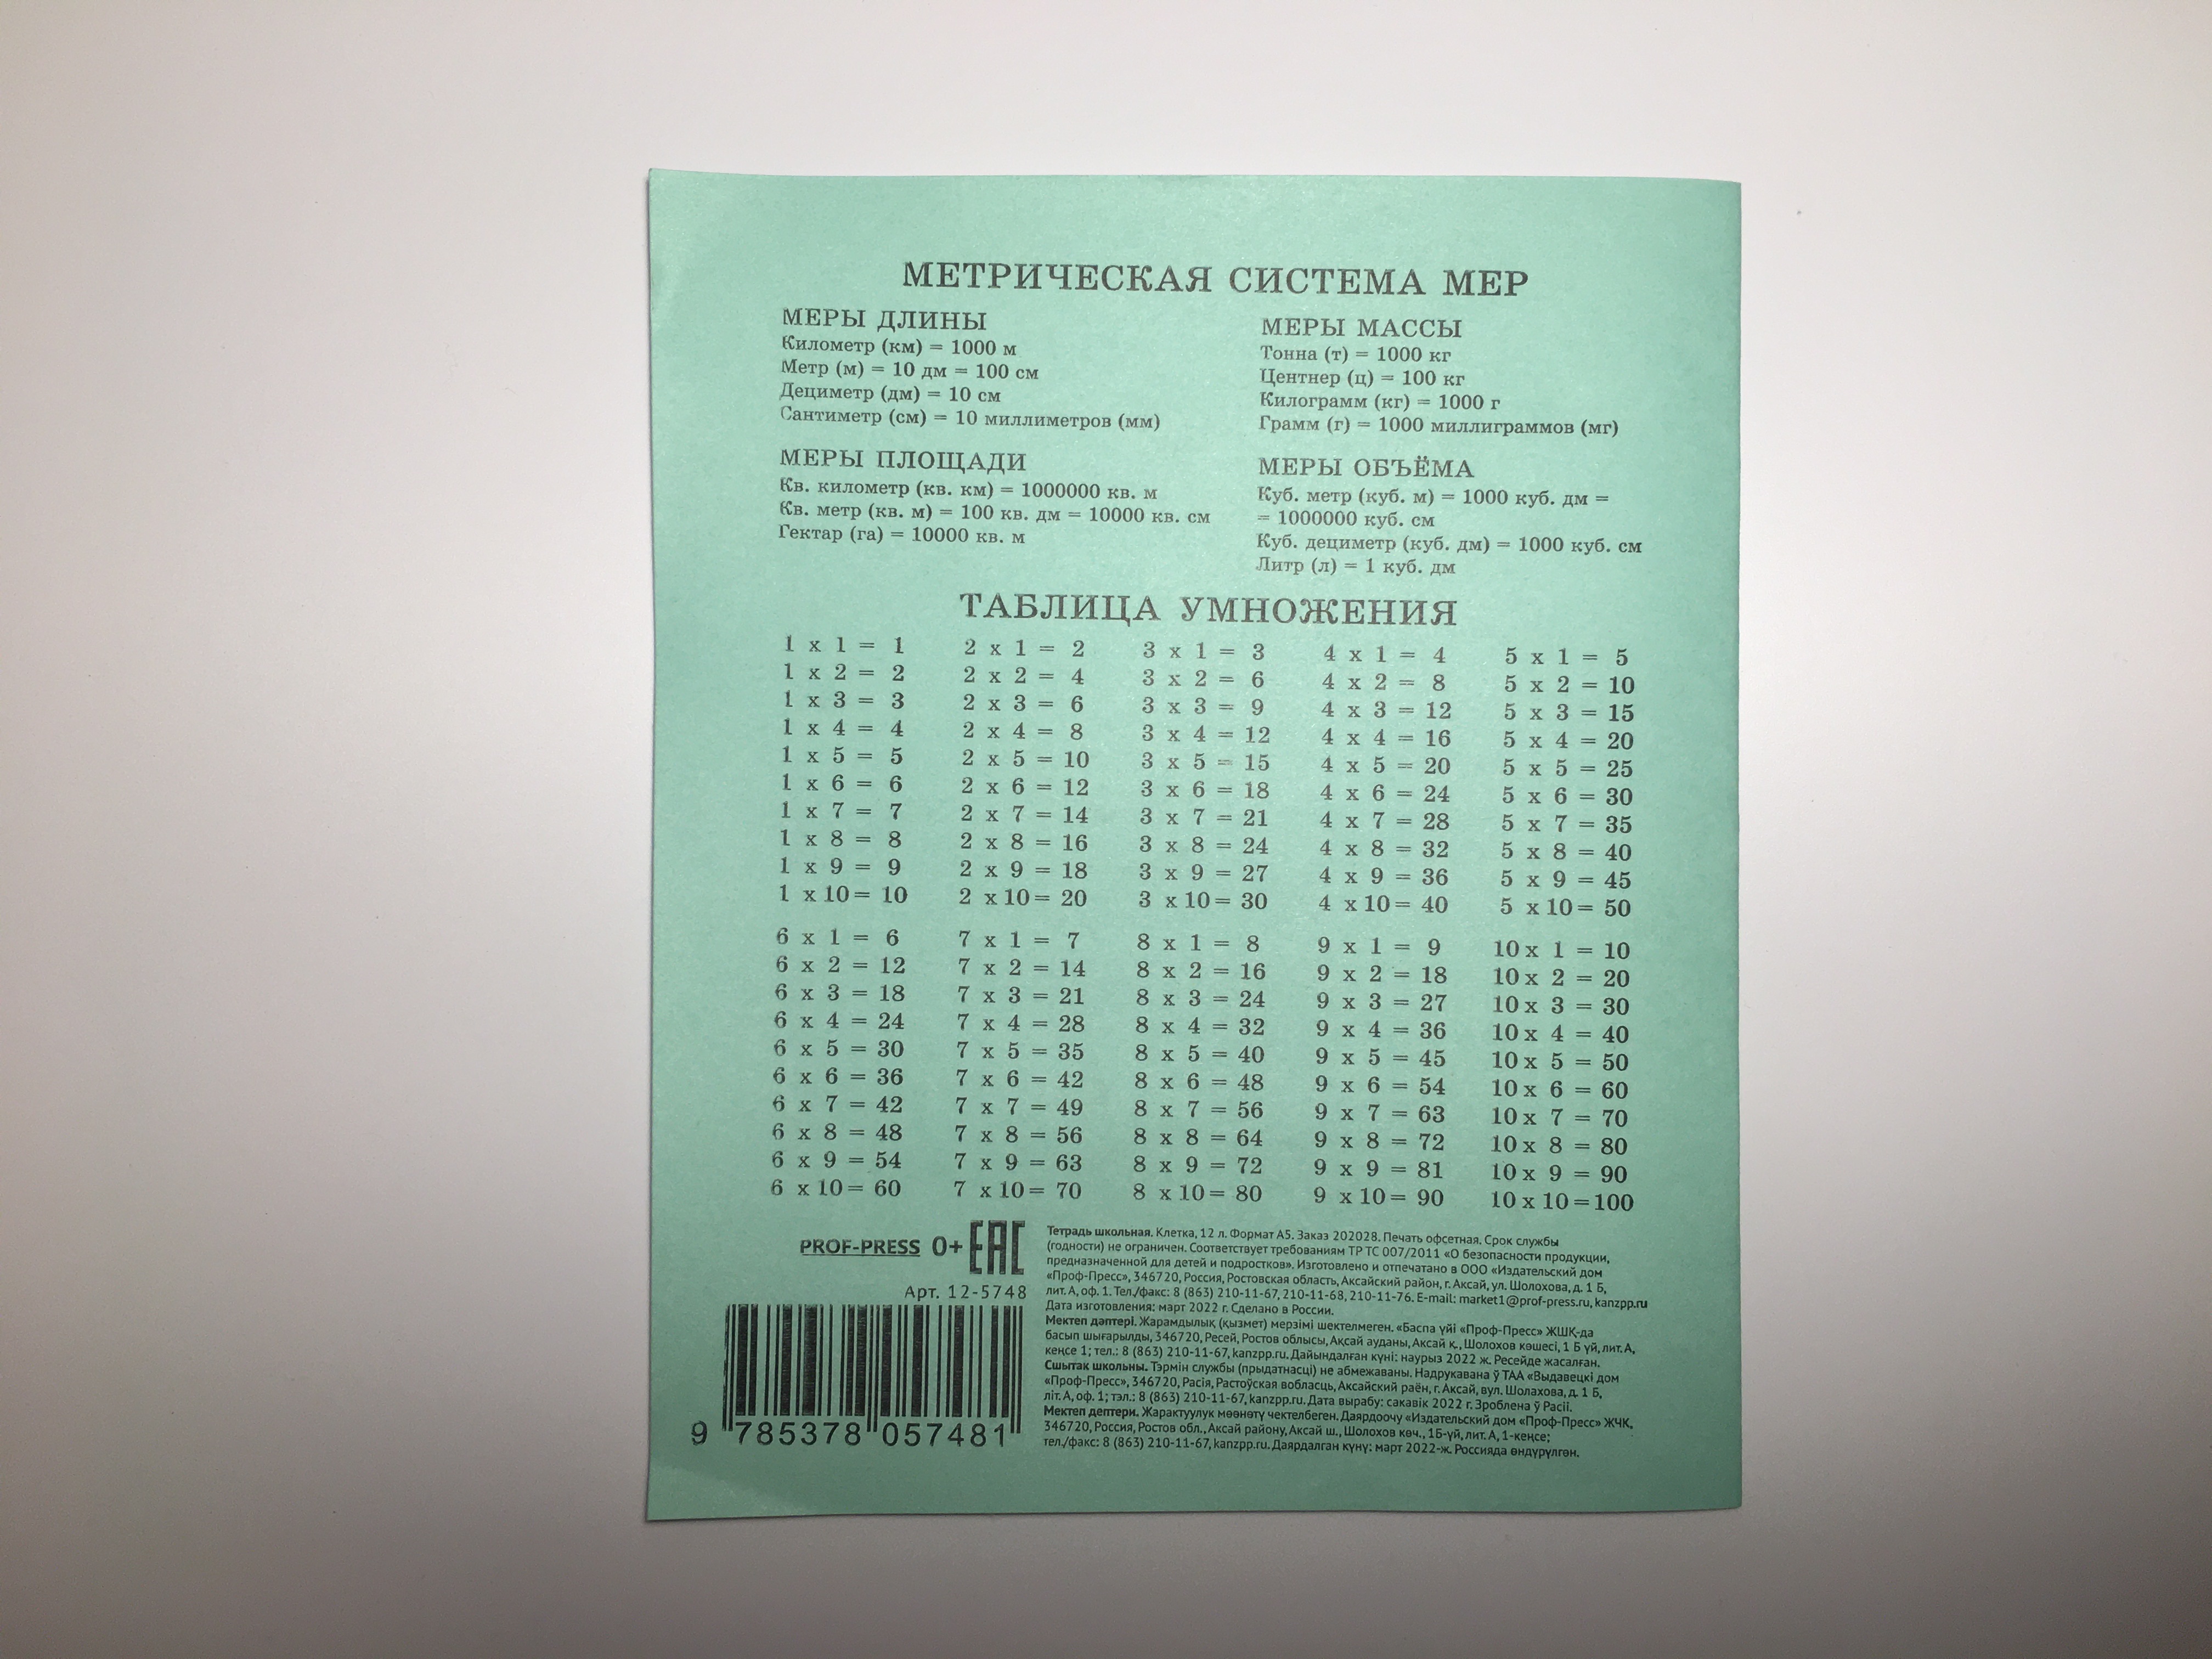 МЕТРИЧЕСКАЯ СИСТЕМА МЕР
МЕРЫ ДЛИНЫ
Километр (км) = 1000 м
Метр (м) = 10 дм = 100 см
Дециметр (дм) = 10 см
Сантиметр (см) = 10 миллиметров (мм)
МЕРЫ МАССЫ
Тонна (т) = 1000 кг
Центнер (ц) = 100 кг
Килограмм (кг) = 1000 г
Грамм (г) = 1000 миллиграммов (мг)
МЕРЫ ПЛОЩАДИ
Кв. километр (кв. км) = 1000000 кв. м
Кв. метр (кв. м) = 100 кв. дм = 10000 кв. см
Гектар (га) = 10000 кв. м
МЕРЫ ОБЪЁМА
Куб. метр (куб. м) = 1000 куб. дм =
= 1000000 куб. см
Куб. дециметр (куб. дм) = 1000 куб. см
Литр (л) = 1 куб. дм
ТАБЛИЦА УМНОЖЕНИЯ
1 x 1 = 1 2 x 1 = 2 3 x 1 = 3 4 x 1 = 4 5 x 1 = 5
1 x 2 = 2 2 x 2 = 4 3 x 2 = 6 4 x 2 = 8 5 x 2 = 10
1 x 3 = 3 2 x 3 = 6 3 x 3 = 9 4 x 3 = 12 5 x 3 = 15
1 x 4 = 4 2 x 4 = 8 3 x 4 = 12 4 x 4 = 16 5 x 4 = 20
1 x 5 = 5 2 x 5 = 10 3 x 5 = 15 4 x 5 = 20 5 x 5 = 25
1 x 6 = 6 2 x 6 = 12 3 x 6 = 18 4 x 6 = 24 5 x 6 = 30
1 x 7 = 7 2 x 7 = 14 3 x 7 = 21 4 x 7 = 28 5 x 7 = 35
1 x 8 = 8 2 x 8 = 16 3 x 8 = 24 4 x 8 = 32 5 x 8 = 40
1 x 9 = 9 2 x 9 = 18 3 x 9 = 27 4 x 9 = 36 5 x 9 = 45
1 x 10 = 10 2 x 10 = 20 3 x 10 = 30 4 x 10 = 40 5 x 10 = 50
6 x 1 = 6 7 x 1 = 7 8 x 1 = 8 9 x 1 = 9 10 x 1 = 10
6 x 2 = 12 7 x 2 = 14 8 x 2 = 16 9 x 2 = 18 10 x 2 = 20
6 x 3 = 18 7 x 3 = 21 8 x 3 = 24 9 x 3 = 27 10 x 3 = 30
6 x 4 = 24 7 x 4 = 28 8 x 4 = 32 9 x 4 = 36 10 x 4 = 40
6 x 5 = 30 7 x 5 = 35 8 x 5 = 40 9 x 5 = 45 10 x 5 = 50
6 x 6 = 36 7 x 6 = 42 8 x 6 = 48 9 x 6 = 54 10 x 6 = 60
6 x 7 = 42 7 x 7 = 49 8 x 7 = 56 9 x 7 = 63 10 x 7 = 70
6 x 8 = 48 7 x 8 = 56 8 x 8 = 64 9 x 8 = 72 10 x 8 = 80
6 x 9 = 54 7 x 9 = 63 8 x 9 = 72 9 x 9 = 81 10 x 9 = 90
6 x 10 = 60 7 x 10 = 70 8 x 10 = 80 9 x 10 = 90 10 x 10 = 100
PROF-PRESS 0+ EAC
Арт. 12-5748
9 785378 057481
Тетрадь школьная. Клетка, 12 л. Формат А5. Заказ 202028. Печать офсетная. Срок службы
(годности) не ограничен. Соответствует требованиям ТР ТС 007/2011 «О безопасности продукции,
предназначенной для детей и подростков». Изготовлено и отпечатано в ООО «Издательский дом
«Проф-Пресс», 346720, Россия, Ростовская область, Аксайский район, г. Аксай, ул. Шолохова, д. 1 Б,
лит. А, оф. 1. Тел./факс: 8 (863) 210-11-67, 210-11-68, 210-11-76. E-mail: market1@prof-press.ru, kanzpp.ru
Дата изготовления: март 2022 г. Сделано в России.
Мектеп дәптері. Жарамдылық (қызмет) мерзімі шектелмеген. «Баспа үйі «Проф-Пресс» ЖШҚ-да
басып шығарылды, 346720, Ресей, Ростов облысы, Ақсай ауданы, Аксай қ., Шолохов көшесі, 1 Б үй, лит. А,
кеңсе 1; тел.: 8 (863) 210-11-67, kanzpp.ru. Дайындалған күні: наурыз 2022 ж. Ресейде жасалған.
Сшытак школьны. Тэрмін службы (прыдатнасці) не абмежаваны. Надрукавана ў ТАА «Выдавецкі дом
«Проф-Пресс», 346720, Расія, Растоўская вобласць, Аксайский раён, г. Аксай, вул. Шолахова, д. 1 Б,
літ. А, оф. 1; тэл.: 8 (863) 210-11-67, kanzpp.ru. Дата вырабу: сакавік 2022 г. Зроблена ў Расіі.
Мектеп дептери. Жарактуулук мөөнөтү чектелбеген. Даярдоочу «Издательский дом «Проф-Пресс» ЖЧК,
346720, Россия, Ростов обл., Аксай району, Аксай ш., Шолохов көч., 1Б-үй, лит. А, 1-кеңсе;
тел./факс: 8 (863) 210-11-67, kanzpp.ru. Даярдалган күнү: март 2022-ж. Россияда өндүрүлгөн.